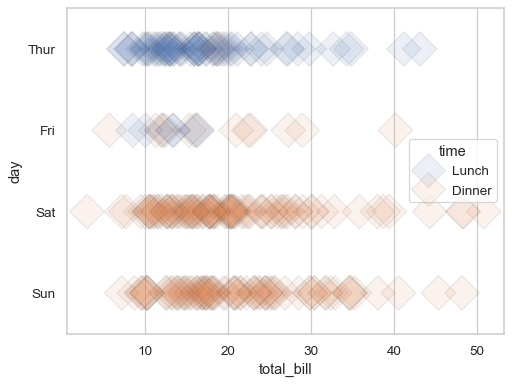 Thur
Fri
Sat
Sun
day
time
Lunch
Dinner
10 20 30 40 50
total_bill